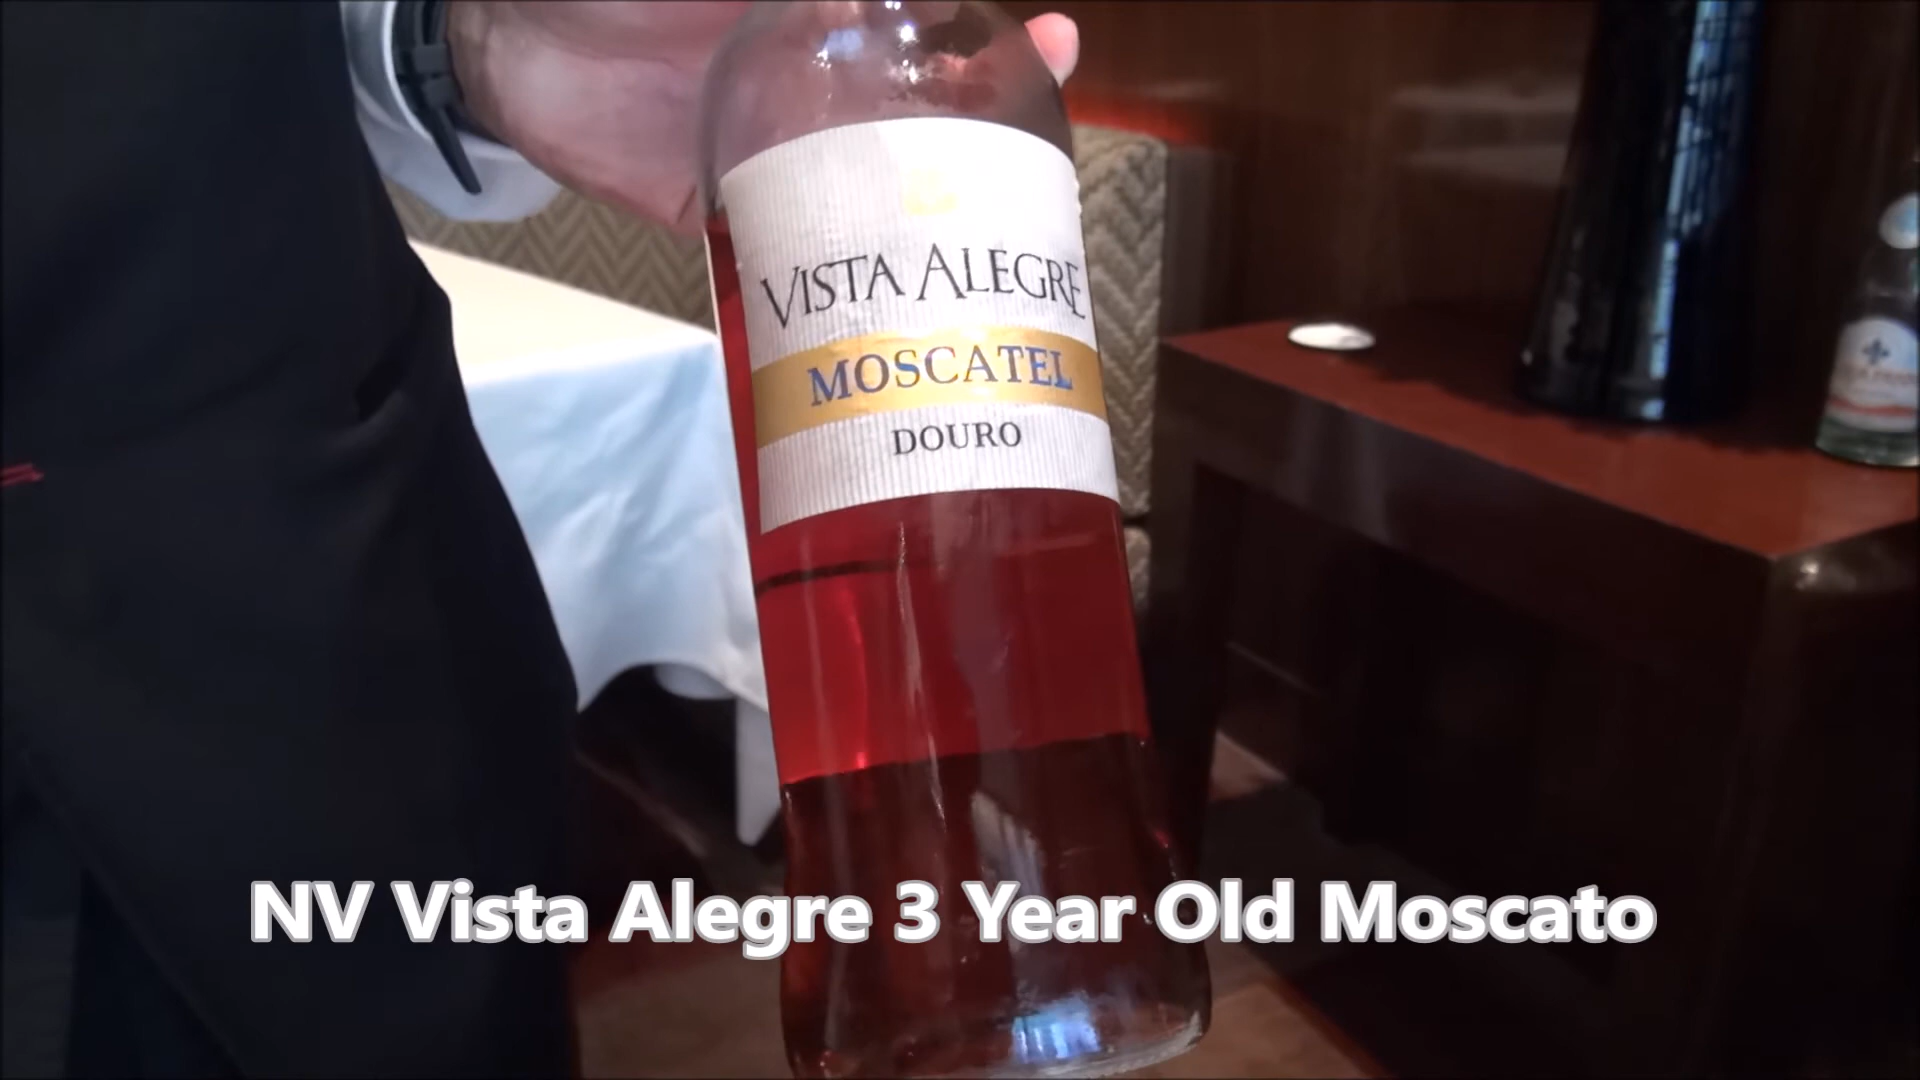 VISTA ALEGRE
MOSCATEL
DOURO
NV Vista Alegre 3 Year Old Moscato